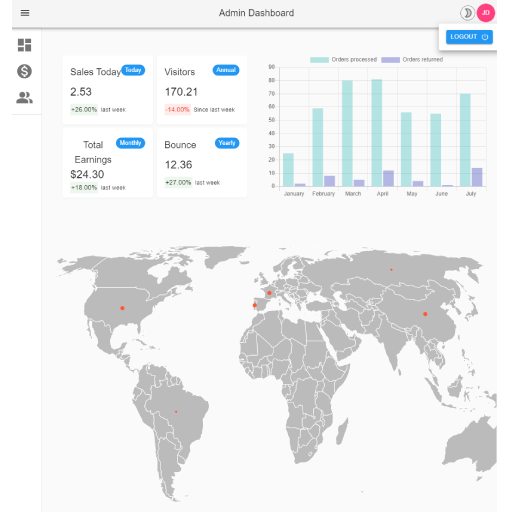 Admin Dashboard
JD
LOGOUT
Sales Today
Today
2.53
+26.00% last week
Visitors
Annual
170.21
-14.00% Since last week
Total
Earnings
Monthly
$24.30
+18.00% last week
Bounce
Yearly
12.36
+27.00% last week
Orders processed
Orders returned
90
80
70
60
50
40
30
20
10
0
January
February
March
April
May
June
July